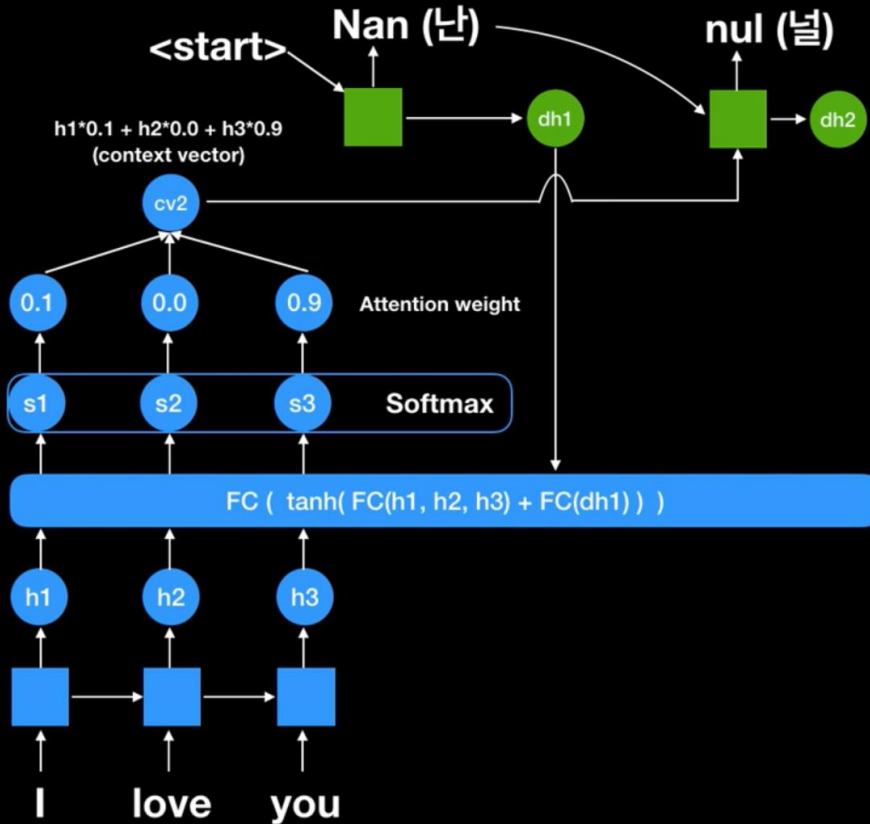 Nan (난)
nul (널)
<start>
h1*0.1 + h2*0.0 + h3*0.9
(context vector)
dh1
dh2
cv2
0.1
0.0
0.9
Attention weight
s1
s2
s3
Softmax
FC ( tanh( FC(h1, h2, h3) + FC(dh1) ) )
h1
h2
h3
I
love
you